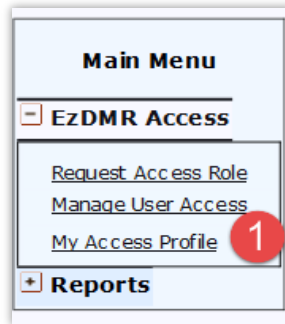 Main Menu
EzDMR Access
Request Access Role
Manage User Access
My Access Profile 1
Reports